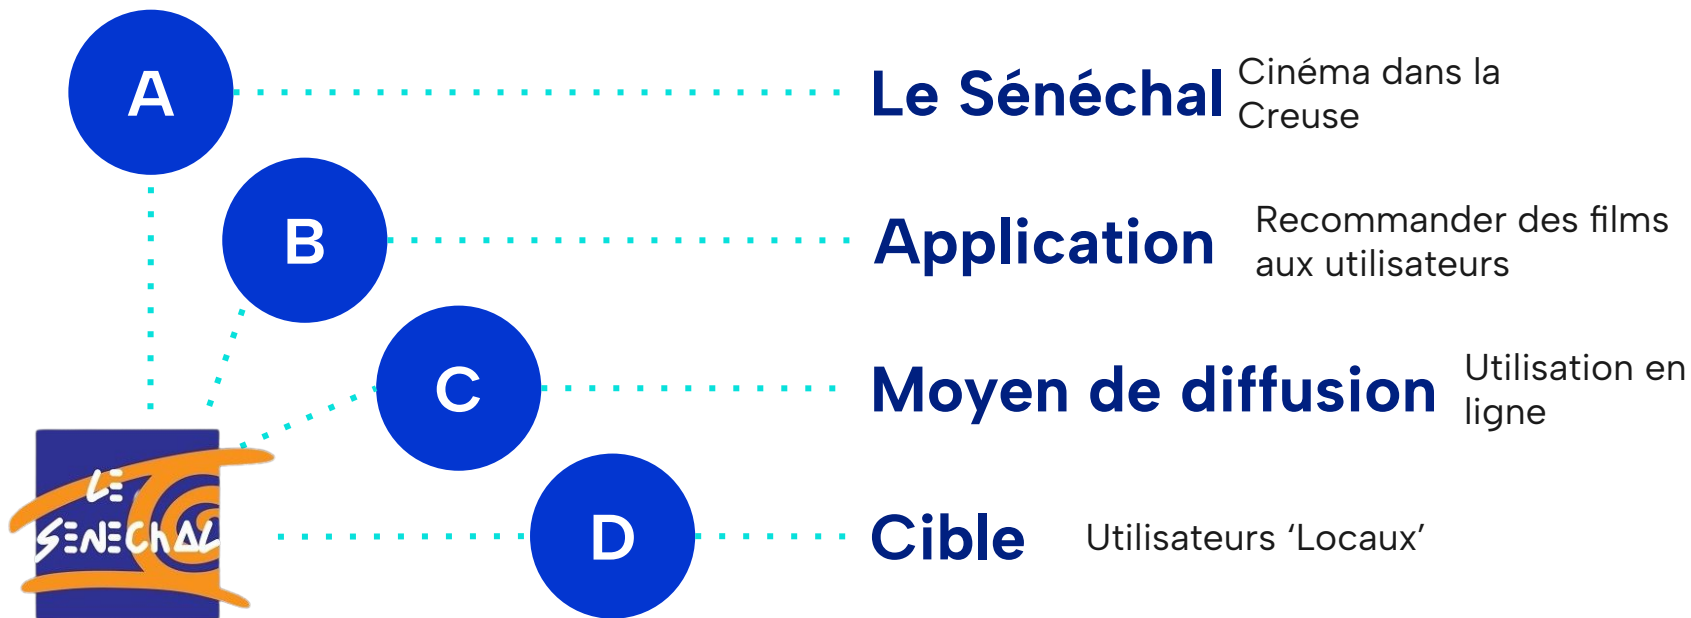 A
Le Sénéchal
Cinéma dans la
Creuse
B
Application
Recommander des films
aux utilisateurs
C
Moyen de diffusion
Utilisation en
ligne
LE
SENEChAL
D
Cible
Utilisateurs ‘Locaux’